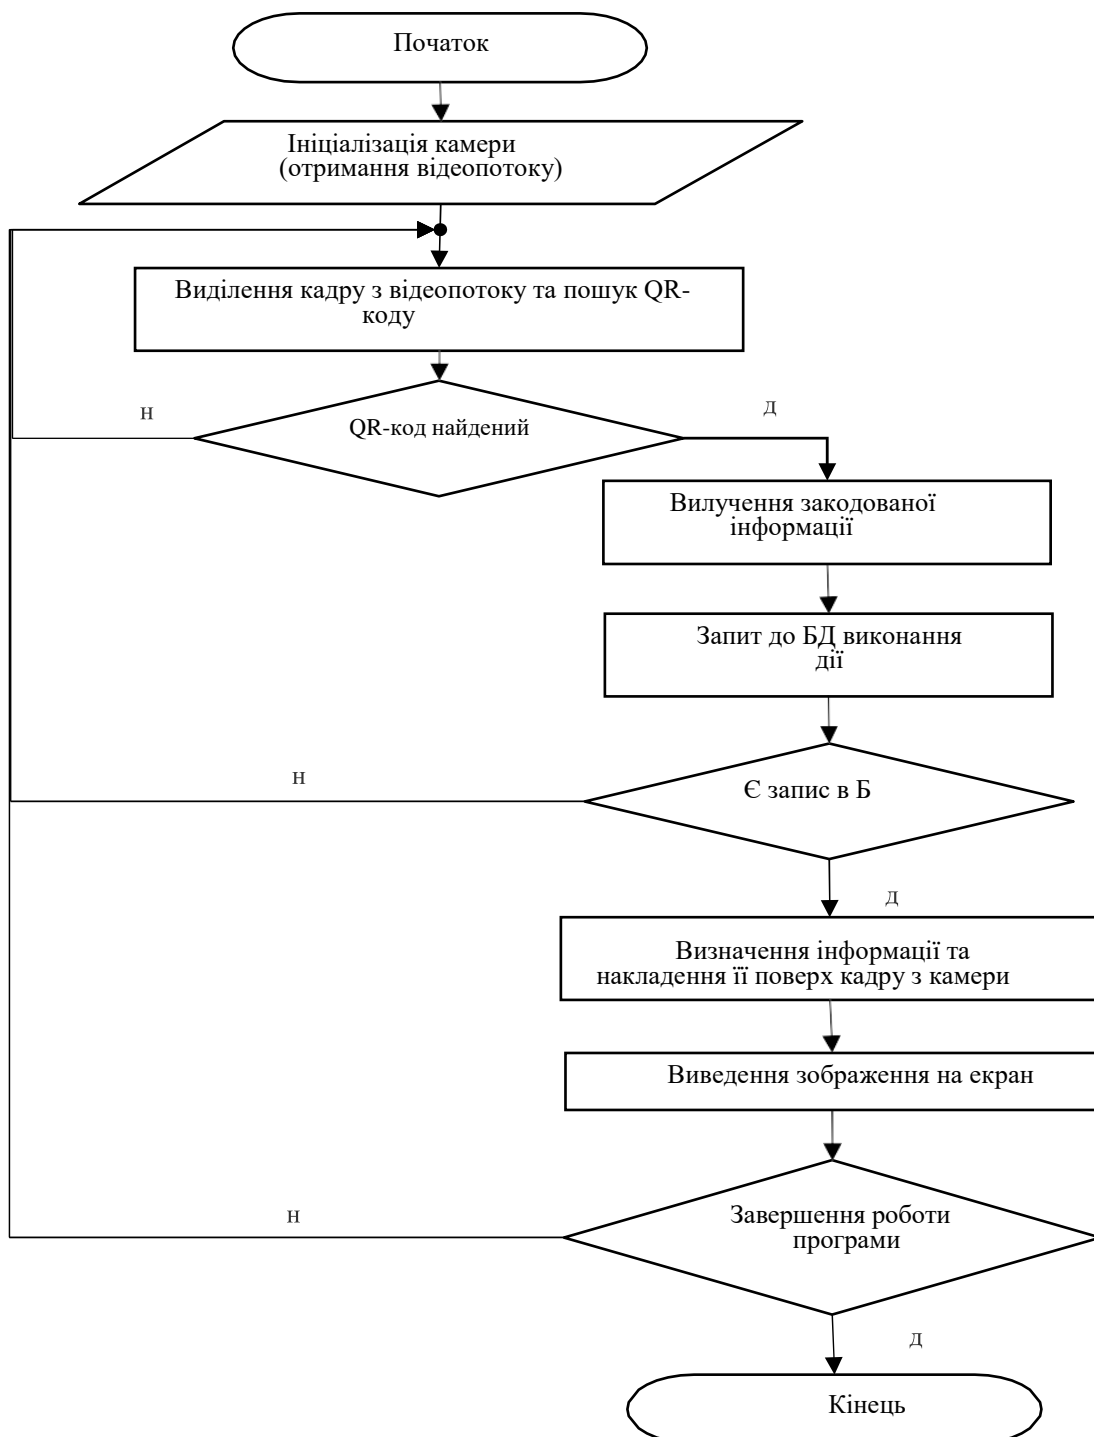 Початок
Ініціалізація камери
(отримання відеопотоку)
Виділення кадру з відеопотоку та пошук QR-
коду
н
QR-код найдений
д
Вилучення закодованої
інформації
Запит до БД виконання
дії
н
Є запис в Б
д
Визначення інформації та
накладення її поверх кадру з камери
Виведення зображення на екран
н
Завершення роботи
програми
д
Кінець